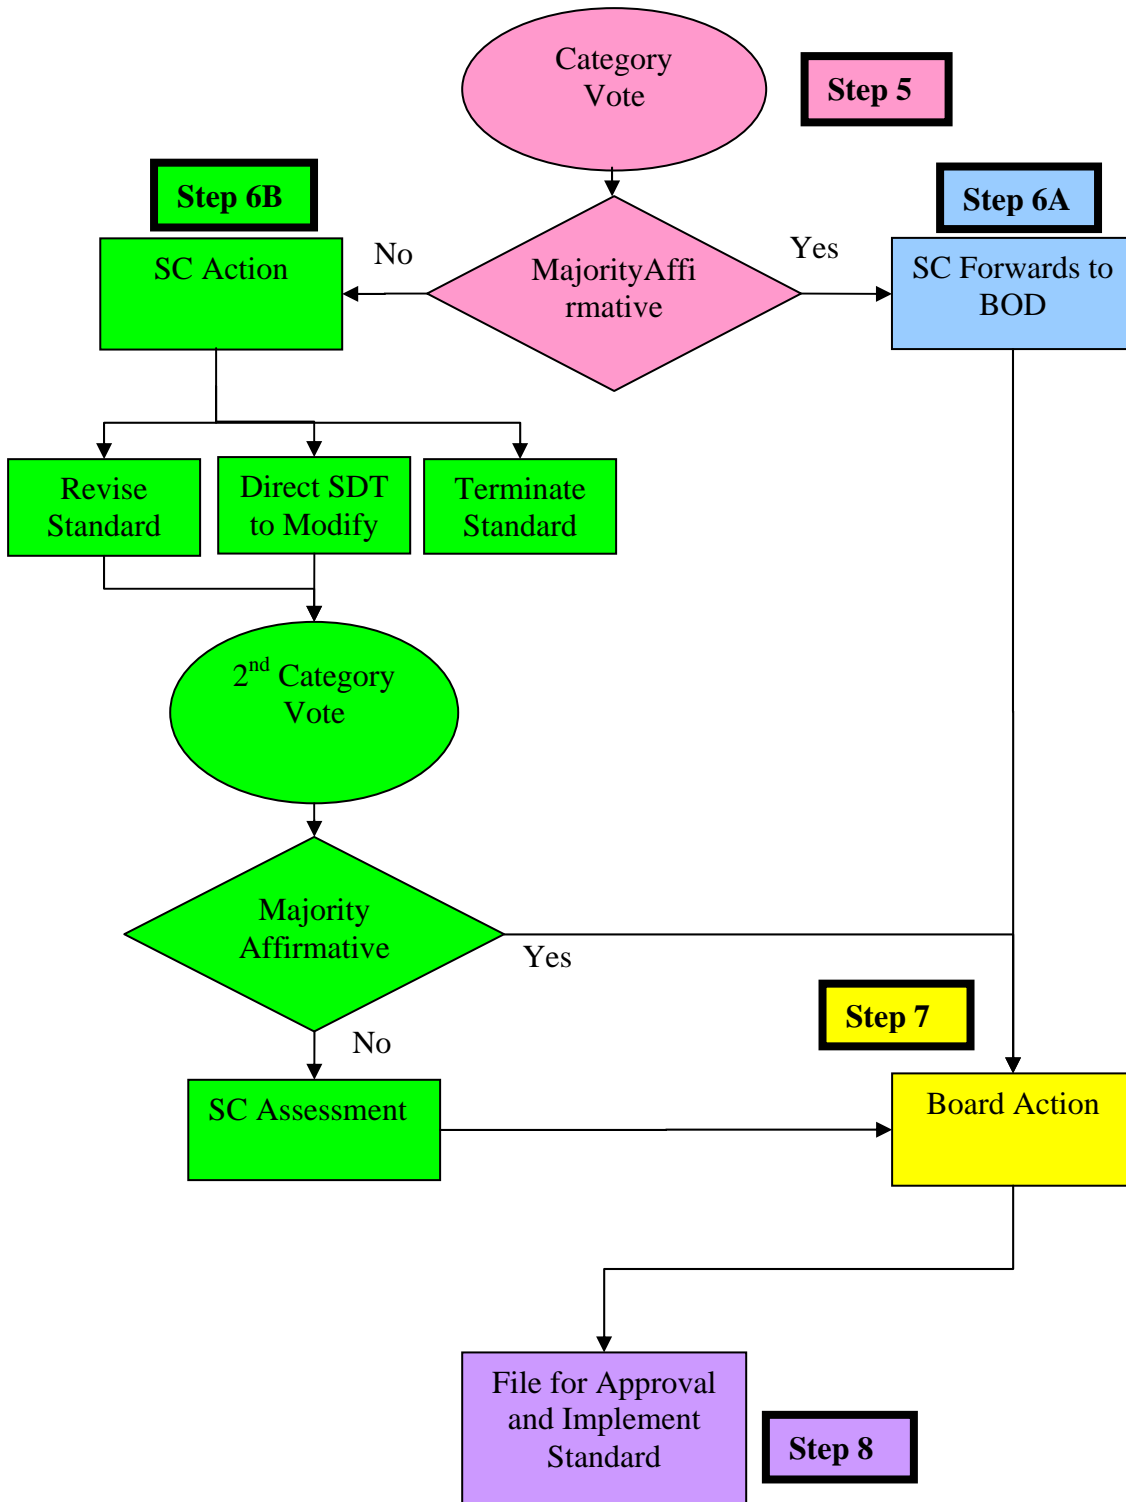 Category
Vote
Step 5
Step 6B
Step 6A
SC Action
No
MajorityAffi
rmative
Yes
SC Forwards to
BOD
Revise
Standard
Direct SDT
to Modify
Terminate
Standard
2nd Category
Vote
Majority
Affirmative
Yes
Step 7
No
SC Assessment
Board Action
File for Approval
and Implement
Standard
Step 8